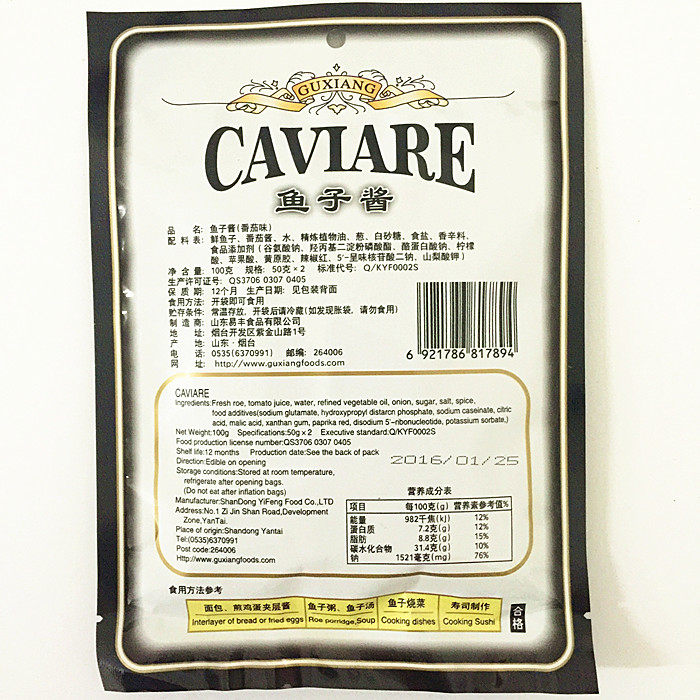 GUXIANG
CAVIARE
鱼子酱
品 名: 鱼子酱(番茄味)
配 料 表: 鲜鱼子、番茄酱、水、精炼植物油、葱、白砂糖、食盐、香辛料、
食品添加剂(谷氨酸钠、羟丙基二淀粉磷酸酯、酪蛋白酸钠、柠檬
酸、苹果酸、黄原胶、辣椒红、5′-呈味核苷酸二钠、山梨酸钾)
净 含 量: 100克 规格: 50克×2 标准代号: Q/KYF0002S
生产许可证号: QS3706 0307 0405
保 质 期: 12个月 生产日期: 见包装背面
食用方法: 开袋即可食用
贮存条件: 常温存放,开袋后请冷藏(如发现胀袋,请勿食用)
制 造 商: 山东易丰食品有限公司
地 址: 烟台开发区紫金山路1号
产 地: 山东·烟台
电 话: 0535(6370991) 邮编: 264006
网 址: http://www.guxiangfoods.com
6 921786 817894
CAVIARE
Ingredients:Fresh roe, tomato juice, water, refined vegetable oil, onion, sugar, salt, spice,
food additives(sodium glutamate, hydroxypropyl distarch phosphate, sodium caseinate, citric
acid, malic acid, xanthan gum, paprika red, disodium 5′-ribonucleotide, potassium sorbate,)
Net Weight:100g Specifications:50g×2 Executive standard:Q/KYF0002S
Food production license number:QS3706 0307 0405
Shelf life:12 months Production date:See the back of pack
Direction:Edible on opening
Storage conditions:Stored at room temperature,
refrigerate after opening bags.
(Do not eat after inflation bags)
Manufacturer:ShanDong YiFeng Food Co.,LTD
Address:No.1 Zi Jin Shan Road,Development
Zone,YanTai.
Place of origin:Shandong Yantai
Tel:(0535)6370991
Post code:264006
Http://www.guxiangfoods.com
2016/01/25
营养成分表
项目 每100克(g) 营养素参考值%
能量 982千焦(kj) 12%
蛋白质 7.2克(g) 12%
脂肪 8.8克(g) 15%
碳水化合物 31.4克(g) 10%
钠 1521毫克(mg) 76%
食用方法参考
面包、煎鸡蛋夹层酱 鱼子粥、鱼子汤 鱼子烧菜 寿司制作
Interlayer of bread or fried eggs Roe porridge,Soup Cooking dishes Cooking Sushi
合格